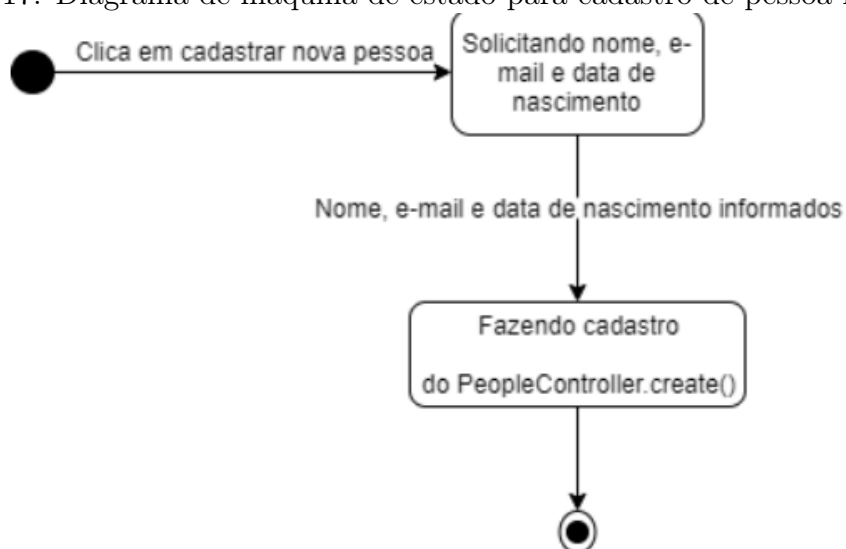 17: Diagrama de máquina de estado para cadastro de pessoa
Clica em cadastrar nova pessoa
Solicitando nome, e-
mail e data de
nascimento
Nome, e-mail e data de nascimento informados
Fazendo cadastro
do PeopleController.create()